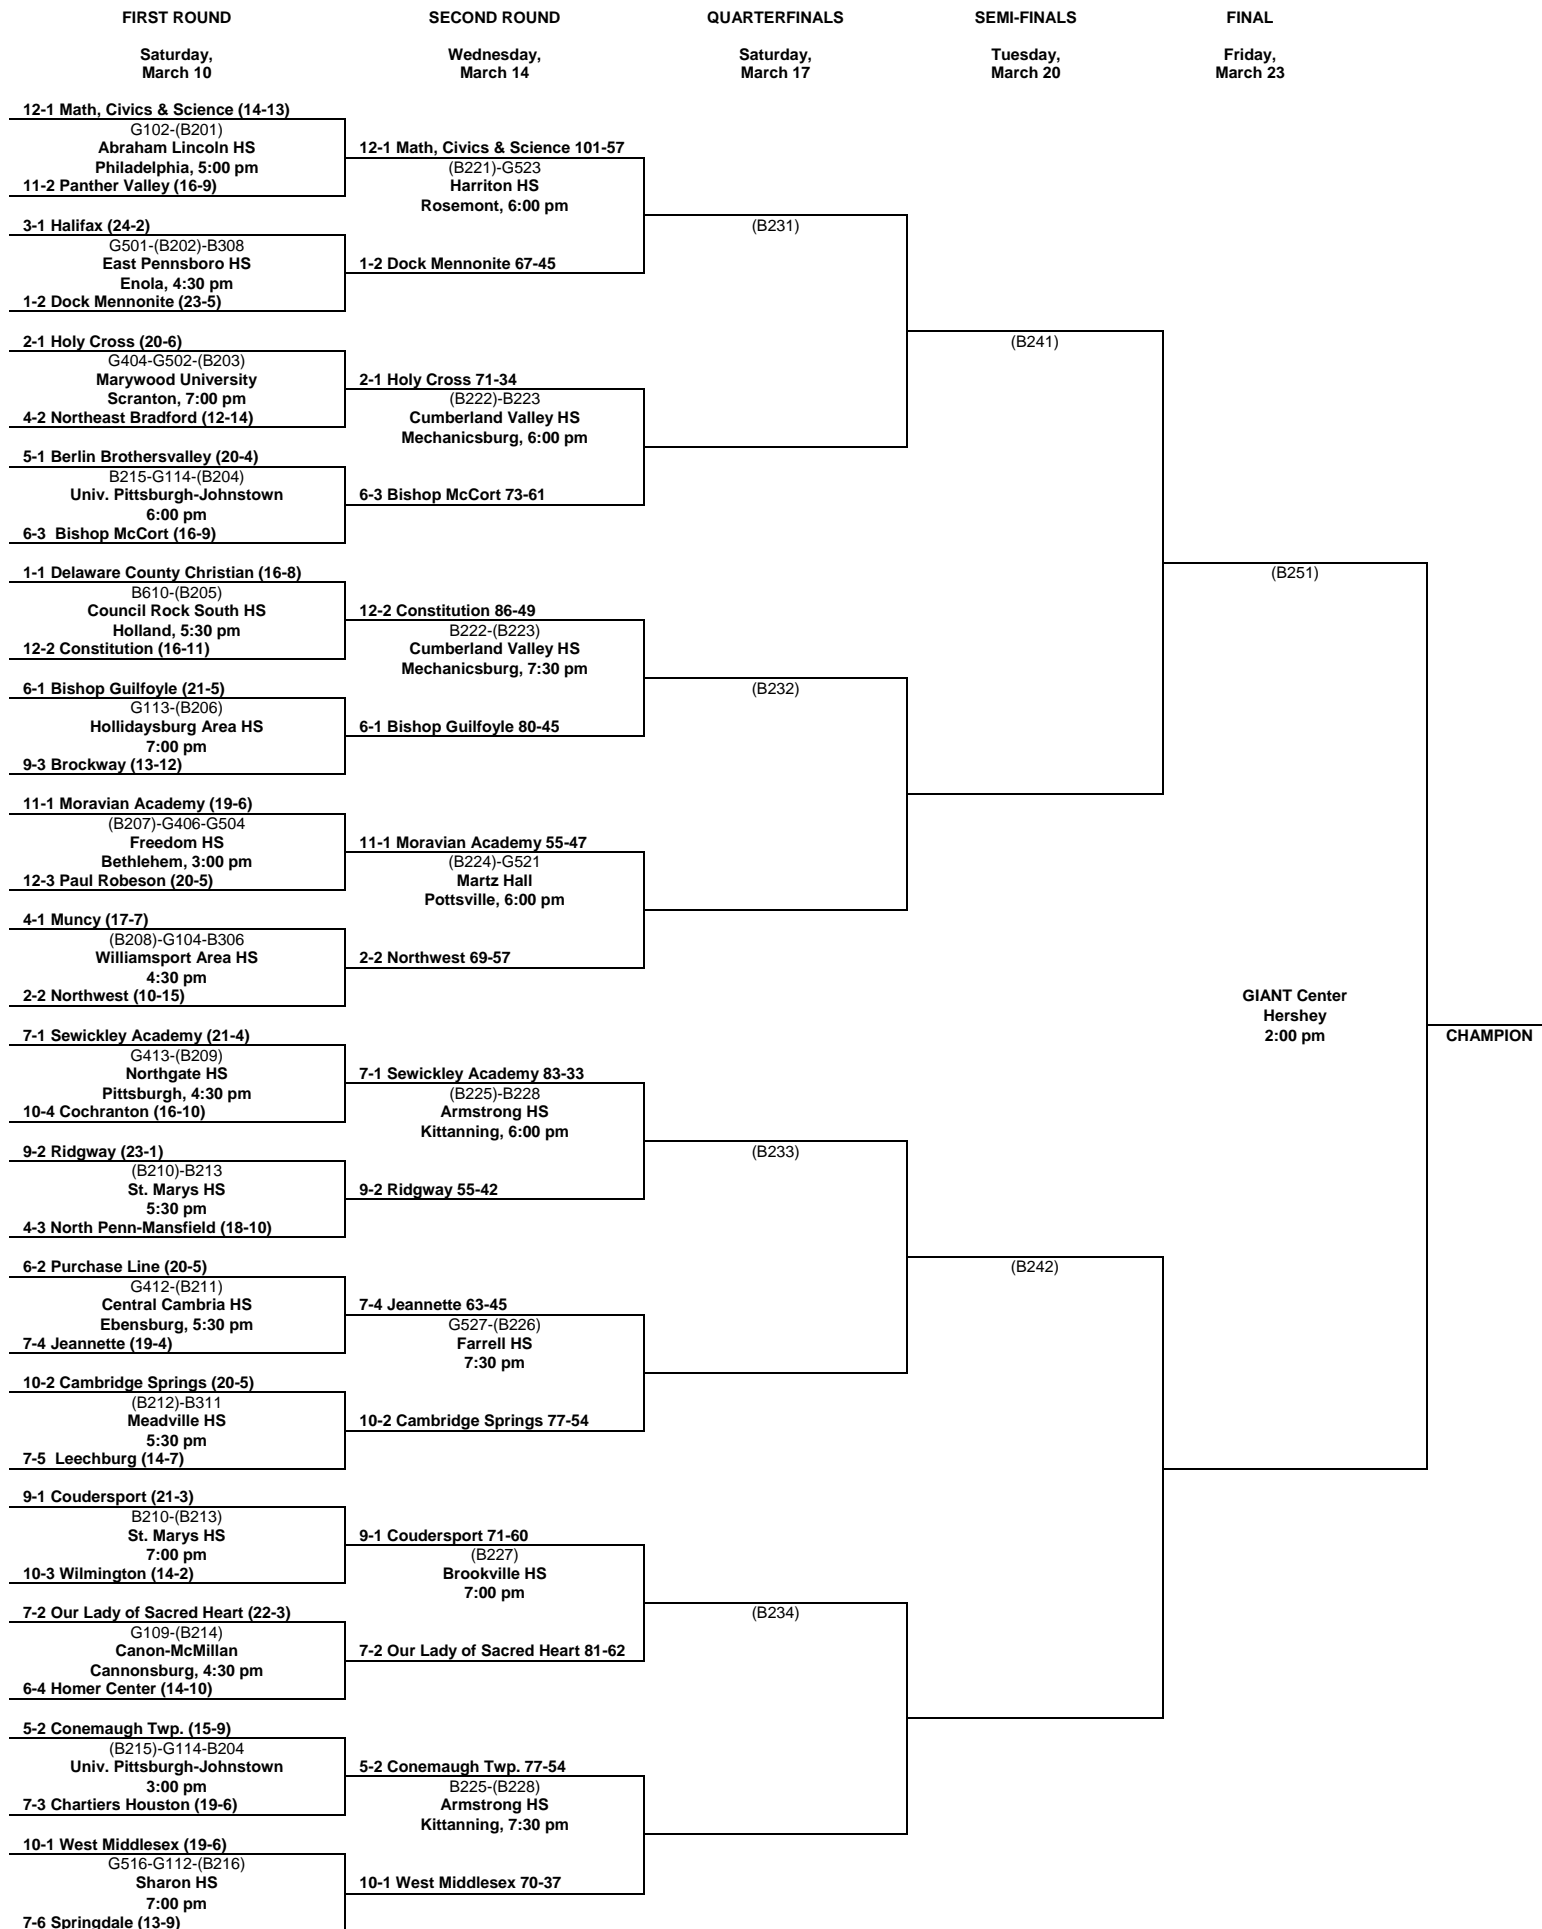 FIRST ROUND
SECOND ROUND
QUARTERFINALS
SEMI-FINALS
FINAL
Saturday,
March 10
Wednesday,
March 14
Saturday,
March 17
Tuesday,
March 20
Friday,
March 23
12-1 Math, Civics & Science (14-13)
G102-(B201)
Abraham Lincoln HS
Philadelphia, 5:00 pm
11-2 Panther Valley (16-9)
3-1 Halifax (24-2)
G501-(B202)-B308
East Pennsboro HS
Enola, 4:30 pm
1-2 Dock Mennonite (23-5)
2-1 Holy Cross (20-6)
G404-G502-(B203)
Marywood University
Scranton, 7:00 pm
4-2 Northeast Bradford (12-14)
5-1 Berlin Brothersvalley (20-4)
B215-G114-(B204)
Univ. Pittsburgh-Johnstown
6:00 pm
6-3  Bishop McCort (16-9)
1-1 Delaware County Christian (16-8)
B610-(B205)
Council Rock South HS
Holland, 5:30 pm
12-2 Constitution (16-11)
6-1 Bishop Guilfoyle (21-5)
G113-(B206)
Hollidaysburg Area HS
7:00 pm
9-3 Brockway (13-12)
11-1 Moravian Academy (19-6)
(B207)-G406-G504
Freedom HS
Bethlehem, 3:00 pm
12-3 Paul Robeson (20-5)
4-1 Muncy (17-7)
(B208)-G104-B306
Williamsport Area HS
4:30 pm
2-2 Northwest (10-15)
7-1 Sewickley Academy (21-4)
G413-(B209)
Northgate HS
Pittsburgh, 4:30 pm
10-4 Cochranton (16-10)
9-2 Ridgway (23-1)
(B210)-B213
St. Marys HS
5:30 pm
4-3 North Penn-Mansfield (18-10)
6-2 Purchase Line (20-5)
G412-(B211)
Central Cambria HS
Ebensburg, 5:30 pm
7-4 Jeannette (19-4)
10-2 Cambridge Springs (20-5)
(B212)-B311
Meadville HS
5:30 pm
7-5  Leechburg (14-7)
9-1 Coudersport (21-3)
B210-(B213)
St. Marys HS
7:00 pm
10-3 Wilmington (14-2)
7-2 Our Lady of Sacred Heart (22-3)
G109-(B214)
Canon-McMillan
Cannonsburg, 4:30 pm
6-4 Homer Center (14-10)
5-2 Conemaugh Twp. (15-9)
(B215)-G114-B204
Univ. Pittsburgh-Johnstown
3:00 pm
7-3 Chartiers Houston (19-6)
10-1 West Middlesex (19-6)
G516-G112-(B216)
Sharon HS
7:00 pm
7-6 Springdale (13-9)
12-1 Math, Civics & Science 101-57
(B221)-G523
Harriton HS
Rosemont, 6:00 pm
1-2 Dock Mennonite 67-45
2-1 Holy Cross 71-34
(B222)-B223
Cumberland Valley HS
Mechanicsburg, 6:00 pm
6-3 Bishop McCort 73-61
12-2 Constitution 86-49
B222-(B223)
Cumberland Valley HS
Mechanicsburg, 7:30 pm
6-1 Bishop Guilfoyle 80-45
11-1 Moravian Academy 55-47
(B224)-G521
Martz Hall
Pottsville, 6:00 pm
2-2 Northwest 69-57
7-1 Sewickley Academy 83-33
(B225)-B228
Armstrong HS
Kittanning, 6:00 pm
9-2 Ridgway 55-42
7-4 Jeannette 63-45
G527-(B226)
Farrell HS
7:30 pm
10-2 Cambridge Springs 77-54
9-1 Coudersport 71-60
(B227)
Brookville HS
7:00 pm
7-2 Our Lady of Sacred Heart 81-62
5-2 Conemaugh Twp. 77-54
B225-(B228)
Armstrong HS
Kittanning, 7:30 pm
10-1 West Middlesex 70-37
(B231)
(B232)
(B233)
(B234)
(B241)
(B242)
(B251)
GIANT Center
Hershey
2:00 pm
CHAMPION